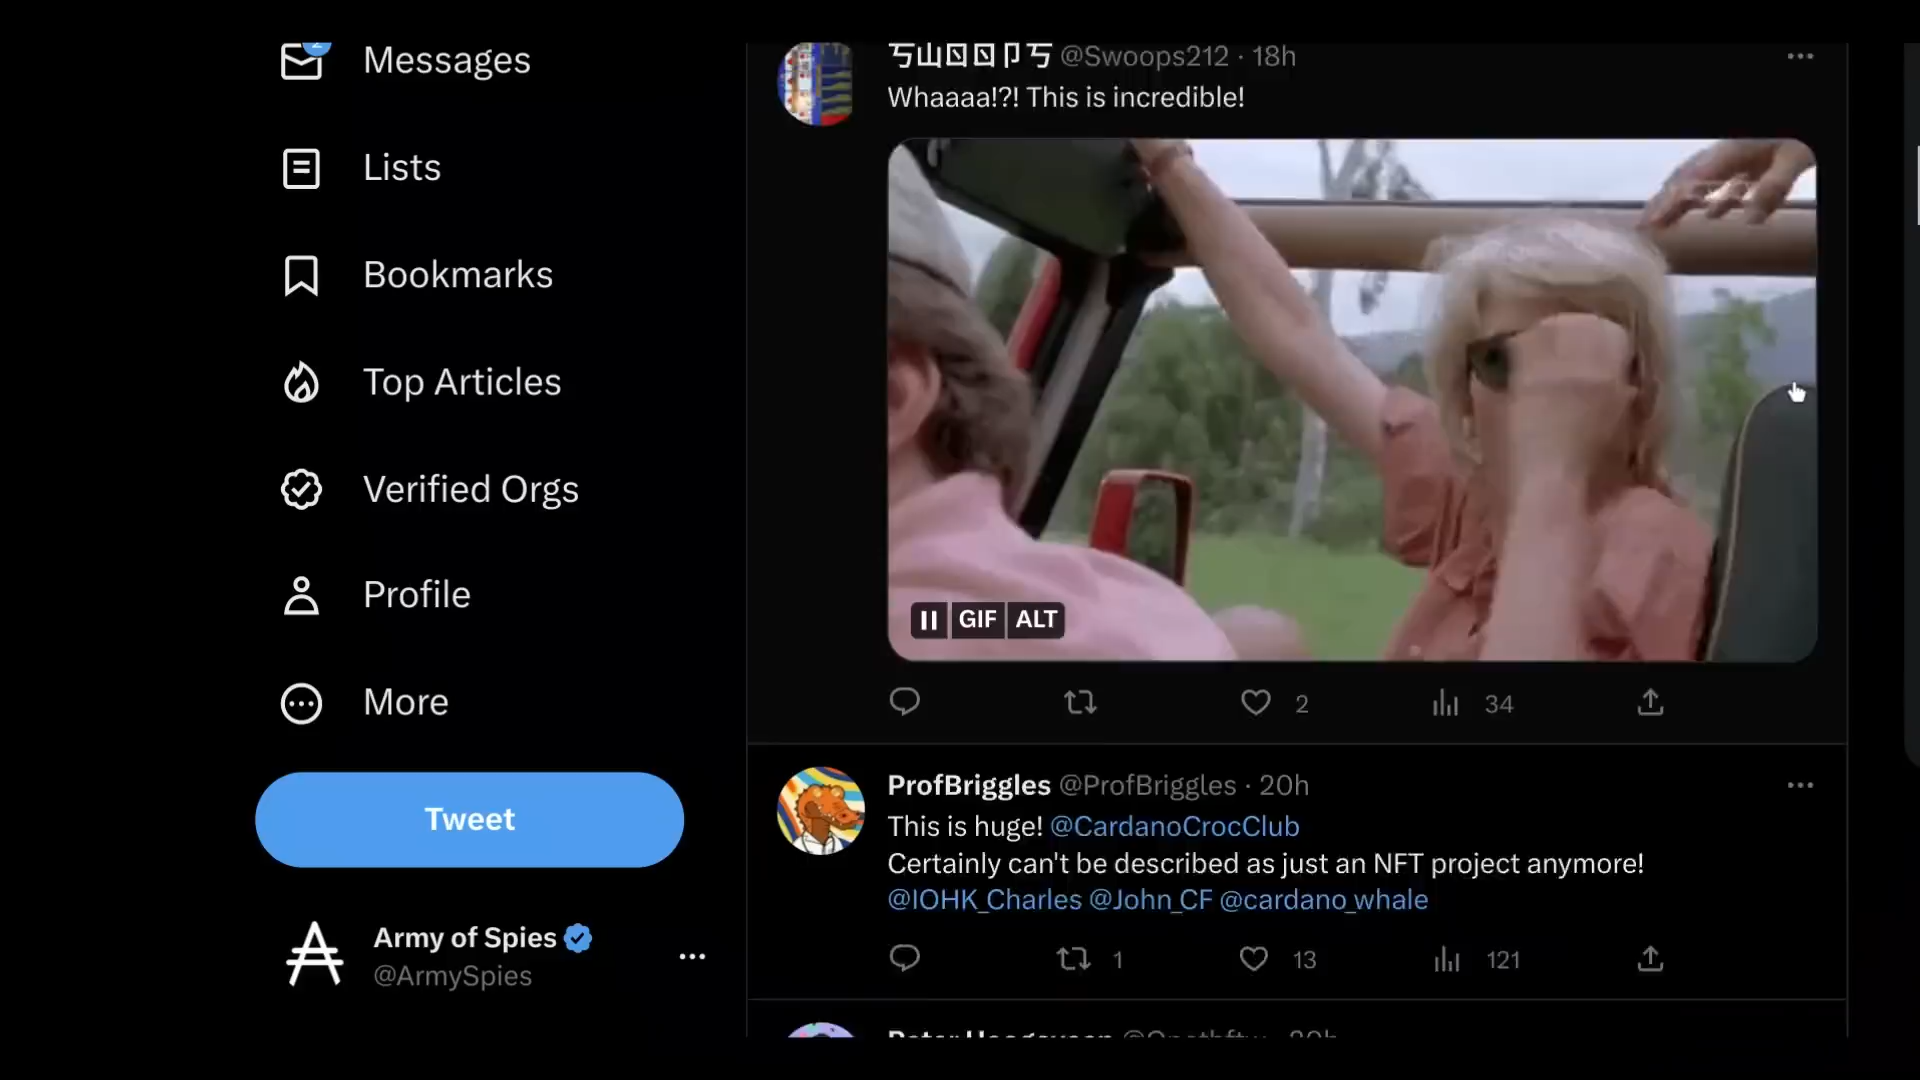 Messages
Lists
Bookmarks
Top Articles
Verified Orgs
Profile
More
Tweet
Army of Spies
@ArmySpies
@Swoops212 · 18h
Whaaaa!?! This is incredible!
GIF ALT
2 34
ProfBriggles @ProfBriggles · 20h
This is huge! @CardanoCrocClub
Certainly can't be described as just an NFT project anymore!
@IOHK_Charles @John_CF @cardano_whale
1 13 121